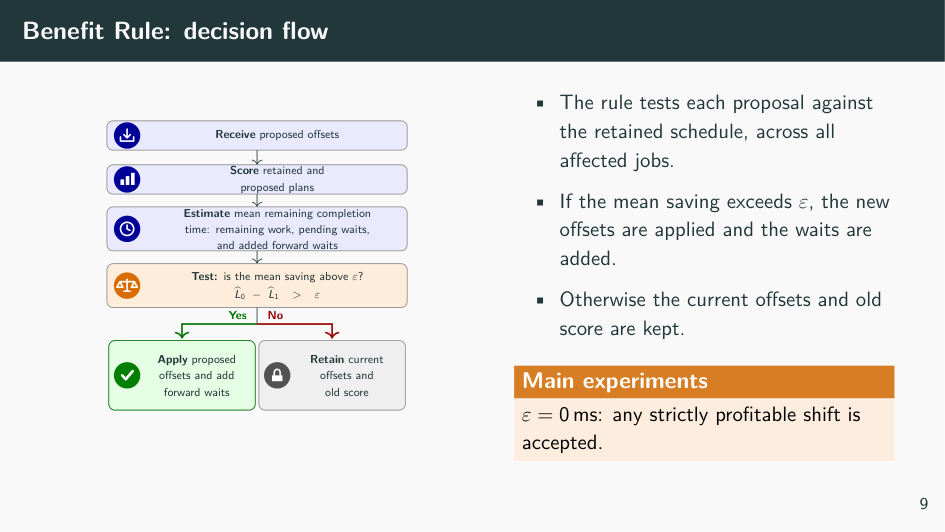 Benefit Rule: decision flow
Receive proposed offsets
Score retained and
proposed plans
Estimate mean remaining completion
time: remaining work, pending waits,
and added forward waits
Test: is the mean saving above ε?
L̂₀ − L̂₁ > ε
Yes No
Apply proposed
offsets and add
forward waits
Retain current
offsets and
old score
▪ The rule tests each proposal against
the retained schedule, across all
affected jobs.
▪ If the mean saving exceeds ε, the new
offsets are applied and the waits are
added.
▪ Otherwise the current offsets and old
score are kept.
Main experiments
ε = 0 ms: any strictly profitable shift is
accepted.
9